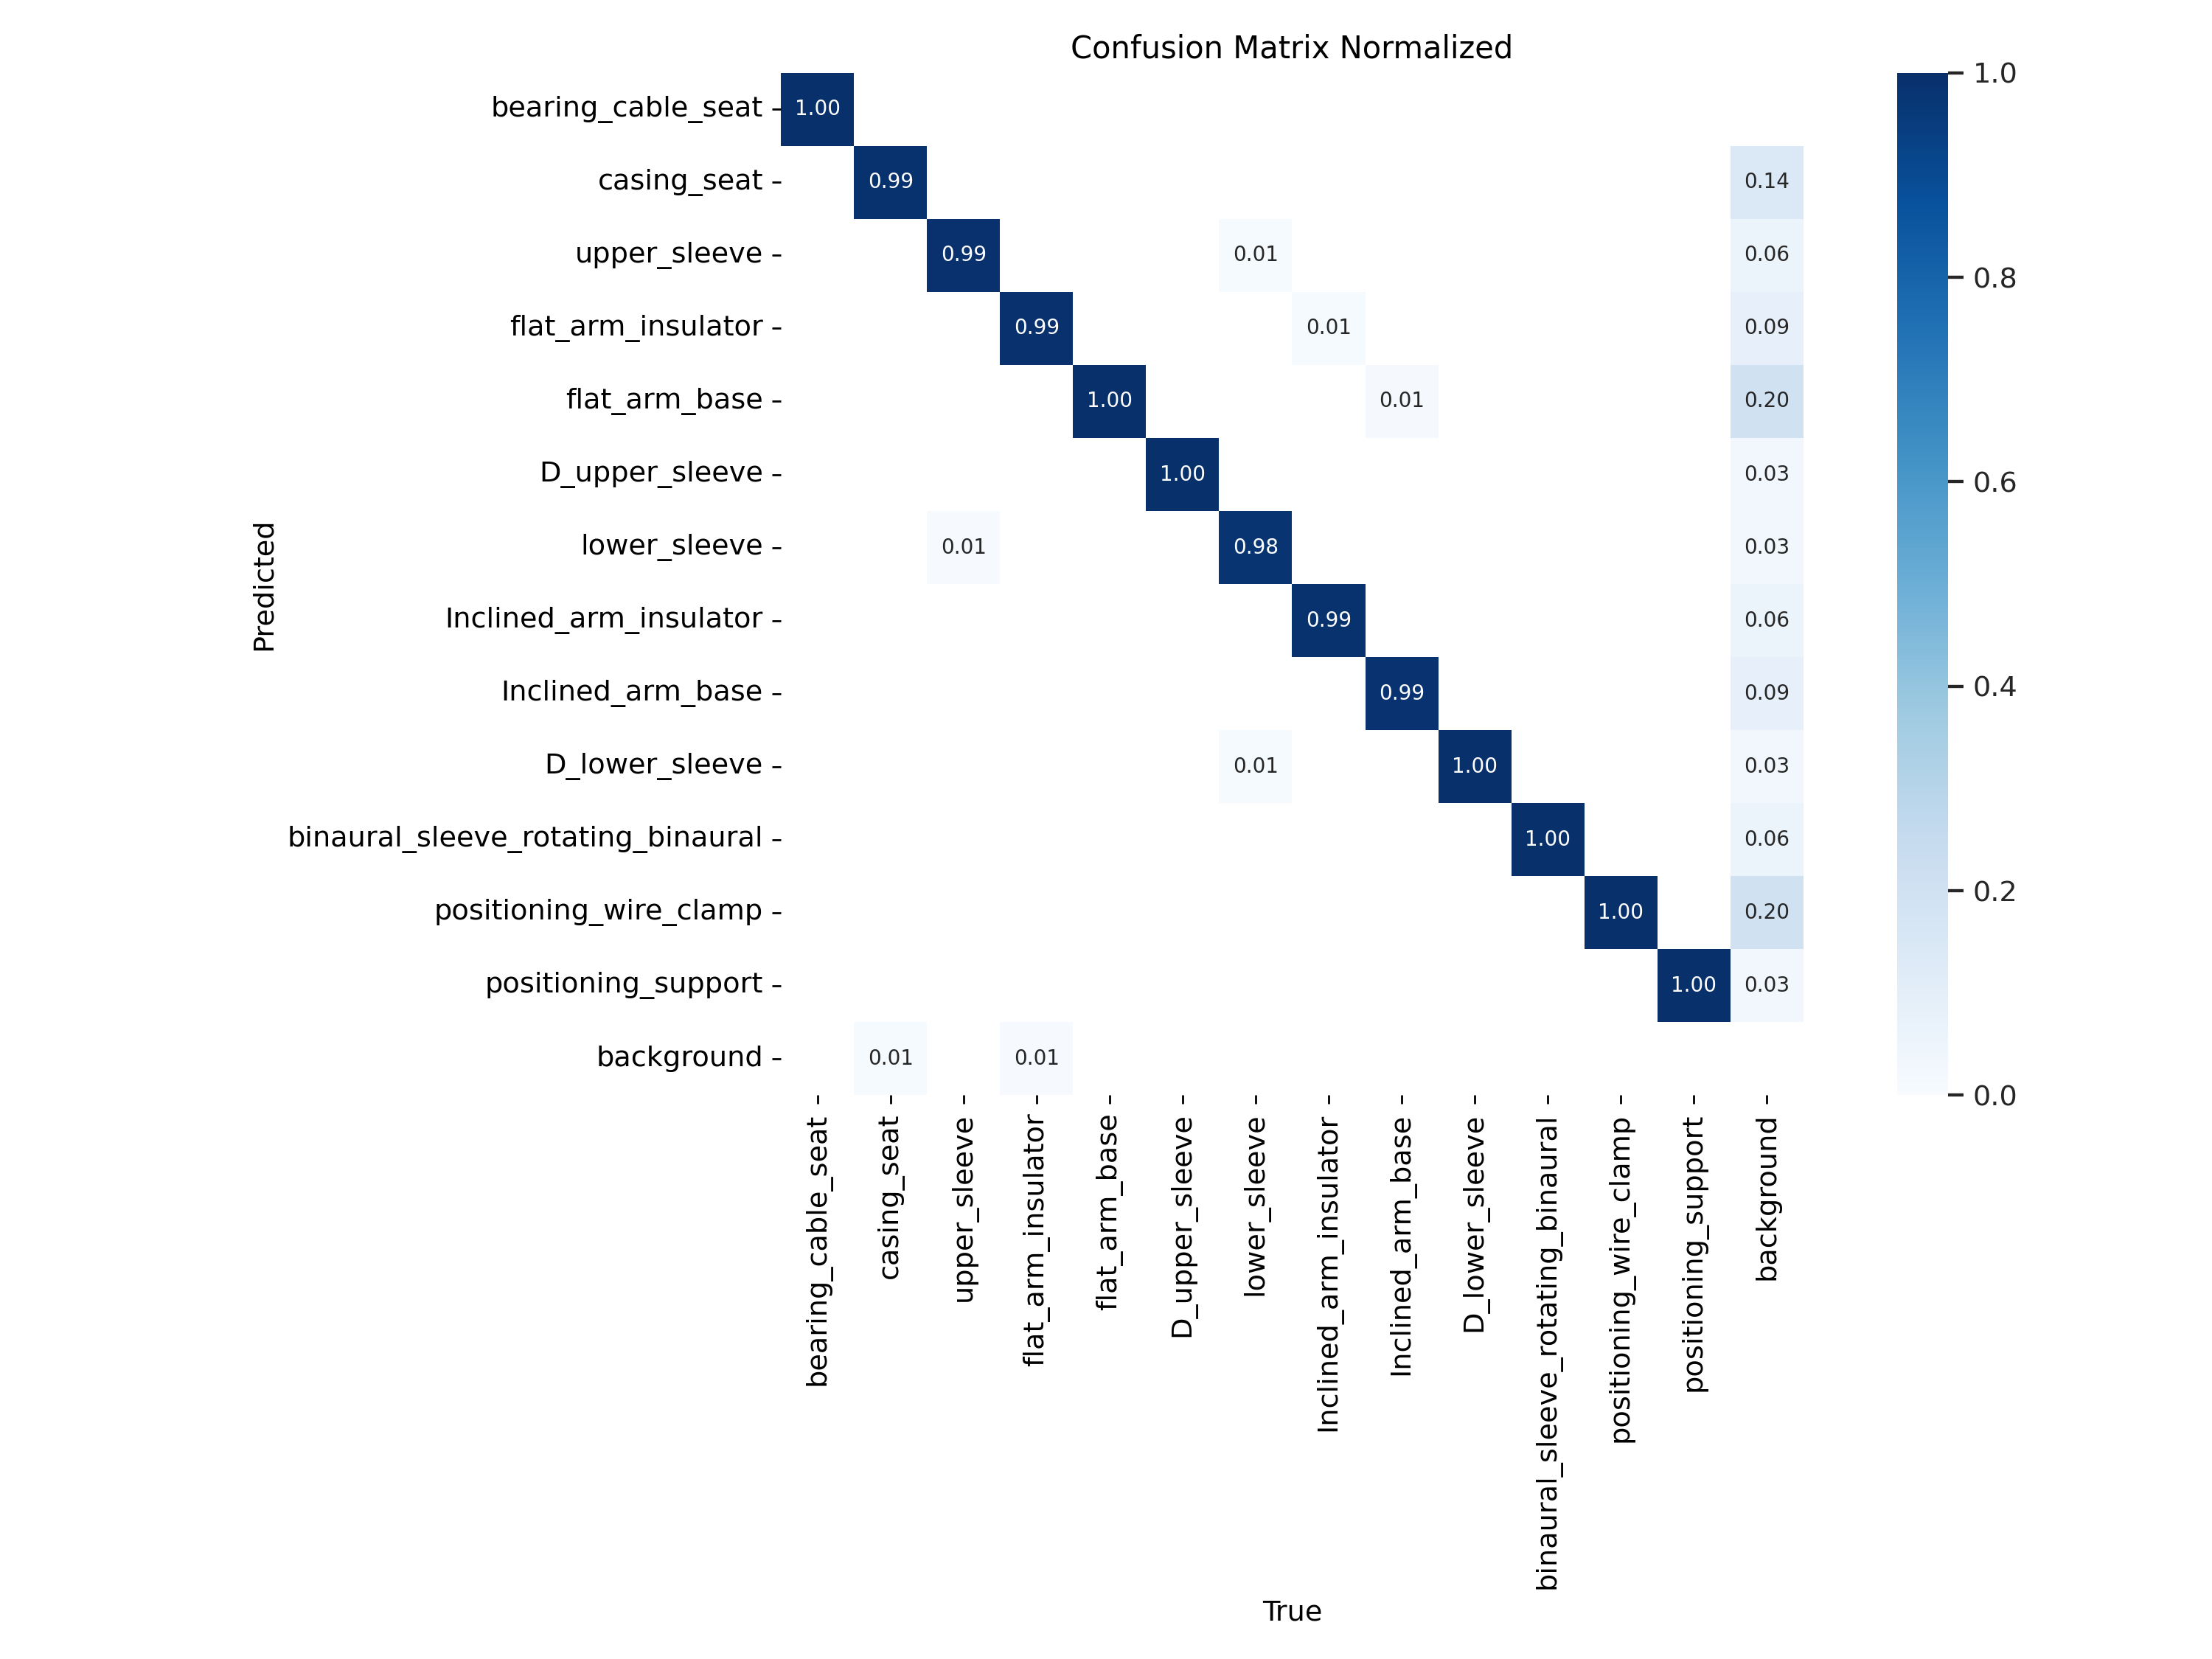 Confusion Matrix Normalized
bearing_cable_seat 1.00
casing_seat 0.99 0.14
upper_sleeve 0.99 0.01 0.06
flat_arm_insulator 0.99 0.01 0.09
flat_arm_base 1.00 0.01 0.20
D_upper_sleeve 1.00 0.03
lower_sleeve 0.01 0.98 0.03
Inclined_arm_insulator 0.99 0.06
Inclined_arm_base 0.99 0.09
D_lower_sleeve 0.01 1.00 0.03
binaural_sleeve_rotating_binaural 1.00 0.06
positioning_wire_clamp 1.00 0.20
positioning_support 1.00 0.03
background 0.01 0.01
Predicted
bearing_cable_seat
casing_seat
upper_sleeve
flat_arm_insulator
flat_arm_base
D_upper_sleeve
lower_sleeve
Inclined_arm_insulator
Inclined_arm_base
D_lower_sleeve
binaural_sleeve_rotating_binaural
positioning_wire_clamp
positioning_support
background
True
1.0
0.8
0.6
0.4
0.2
0.0